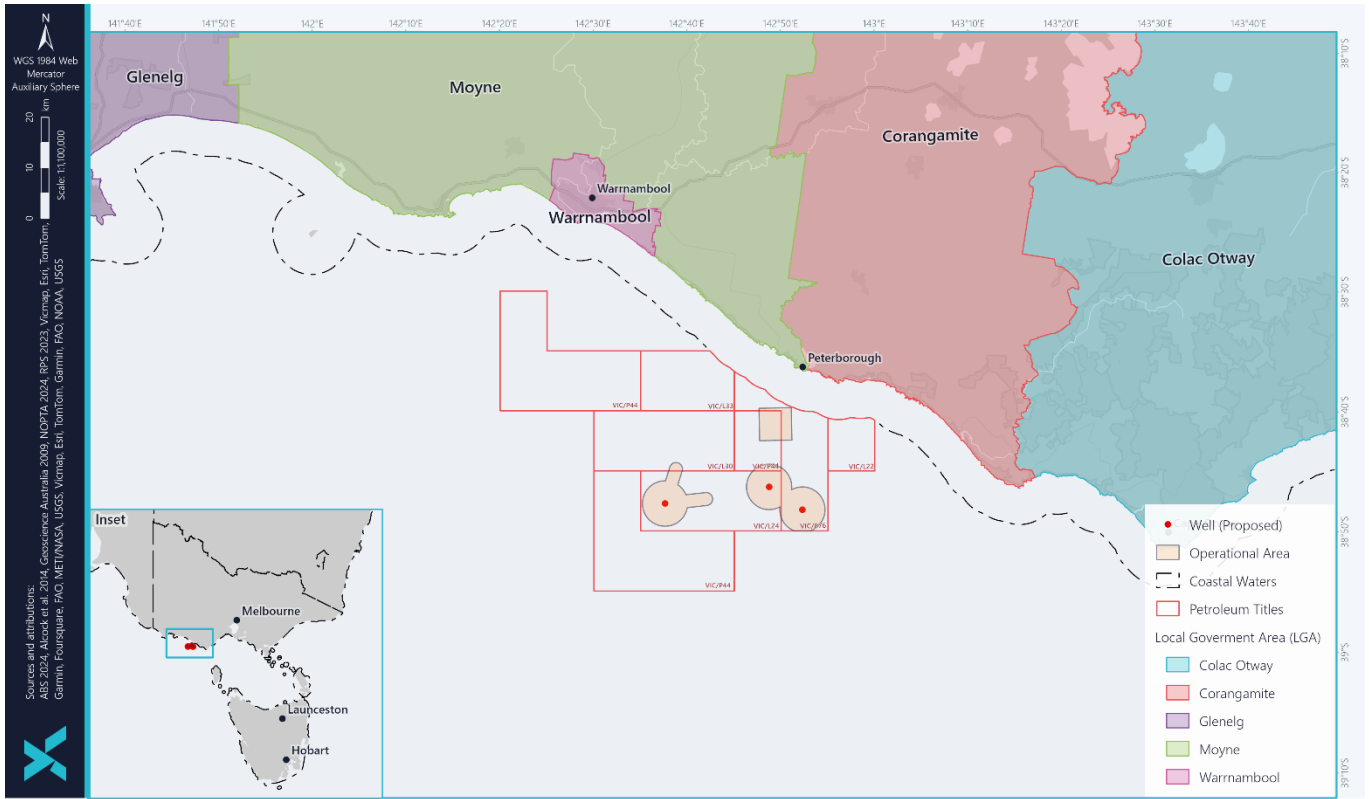 141°40'E 141°50'E 142°E 142°10'E 142°20'E 142°30'E 142°40'E 142°50'E 143°E 143°10'E 143°20'E 143°30'E 143°40'E
N
WGS 1984 Web
Mercator
Auxiliary Sphere
0 10 20 km
Scale: 1:1,100,000
Sources and attributions:
ABS 2024, Alcock et al. 2014, Geoscience Australia 2009, NOPTA 2024, RPS 2023, Vicmap, Esri, TomTom,
Garmin, Foursquare, FAO, METI/NASA, USGS, Vicmap, Esri, TomTom, Garmin, FAO, NOAA, USGS
Glenelg
Moyne
Corangamite
Warrnambool
Warrnambool
Colac Otway
Peterborough
VIC/P44
VIC/L33
VIC/L30
VIC/P44
VIC/L22
VIC/L24
VIC/P76
VIC/P44
38°10'S
38°20'S
38°30'S
38°40'S
38°50'S
39°S
39°10'S
Inset
Melbourne
Launceston
Hobart
Well (Proposed)
Operational Area
Coastal Waters
Petroleum Titles
Local Goverment Area (LGA)
Colac Otway
Corangamite
Glenelg
Moyne
Warrnambool